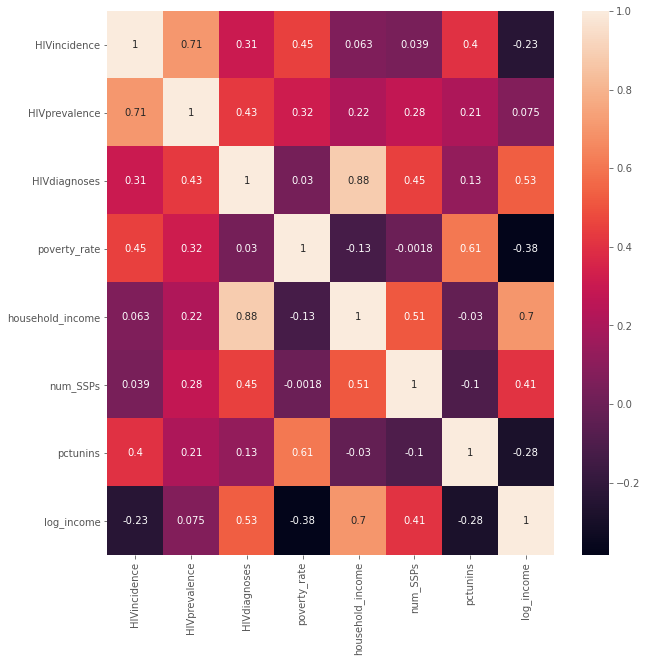 HIVincidence 1 0.71 0.31 0.45 0.063 0.039 0.4 -0.23
HIVprevalence 0.71 1 0.43 0.32 0.22 0.28 0.21 0.075
HIVdiagnoses 0.31 0.43 1 0.03 0.88 0.45 0.13 0.53
poverty_rate 0.45 0.32 0.03 1 -0.13 -0.0018 0.61 -0.38
household_income 0.063 0.22 0.88 -0.13 1 0.51 -0.03 0.7
num_SSPs 0.039 0.28 0.45 -0.0018 0.51 1 -0.1 0.41
pctunins 0.4 0.21 0.13 0.61 -0.03 -0.1 1 -0.28
log_income -0.23 0.075 0.53 -0.38 0.7 0.41 -0.28 1
HIVincidence
HIVprevalence
HIVdiagnoses
poverty_rate
household_income
num_SSPs
pctunins
log_income
1.0
0.8
0.6
0.4
0.2
0.0
−0.2